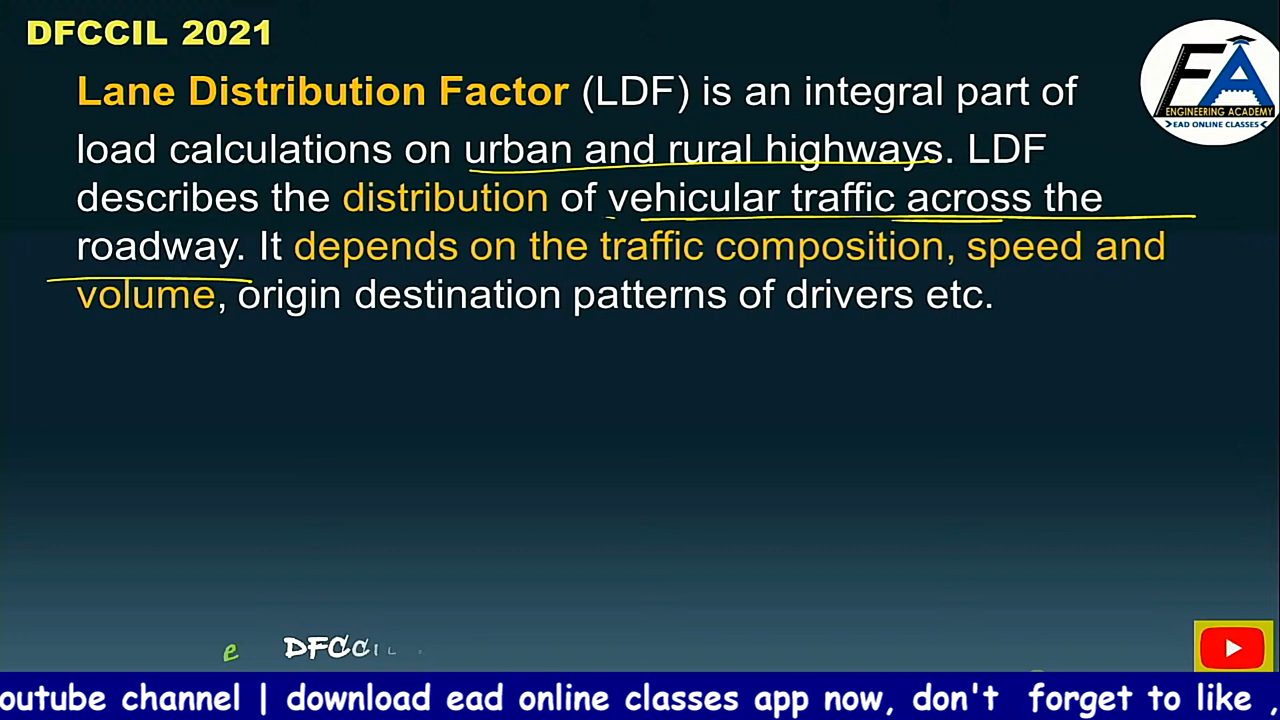 DFCCIL 2021
Lane Distribution Factor (LDF) is an integral part of
load calculations on urban and rural highways. LDF
describes the distribution of vehicular traffic across the
roadway. It depends on the traffic composition, speed and
volume, origin destination patterns of drivers etc.
FA
ENGINEERING ACADEMY
EAD ONLINE CLASSES
e DFCCIL
outube channel | download ead online classes app now, don't forget to like ,